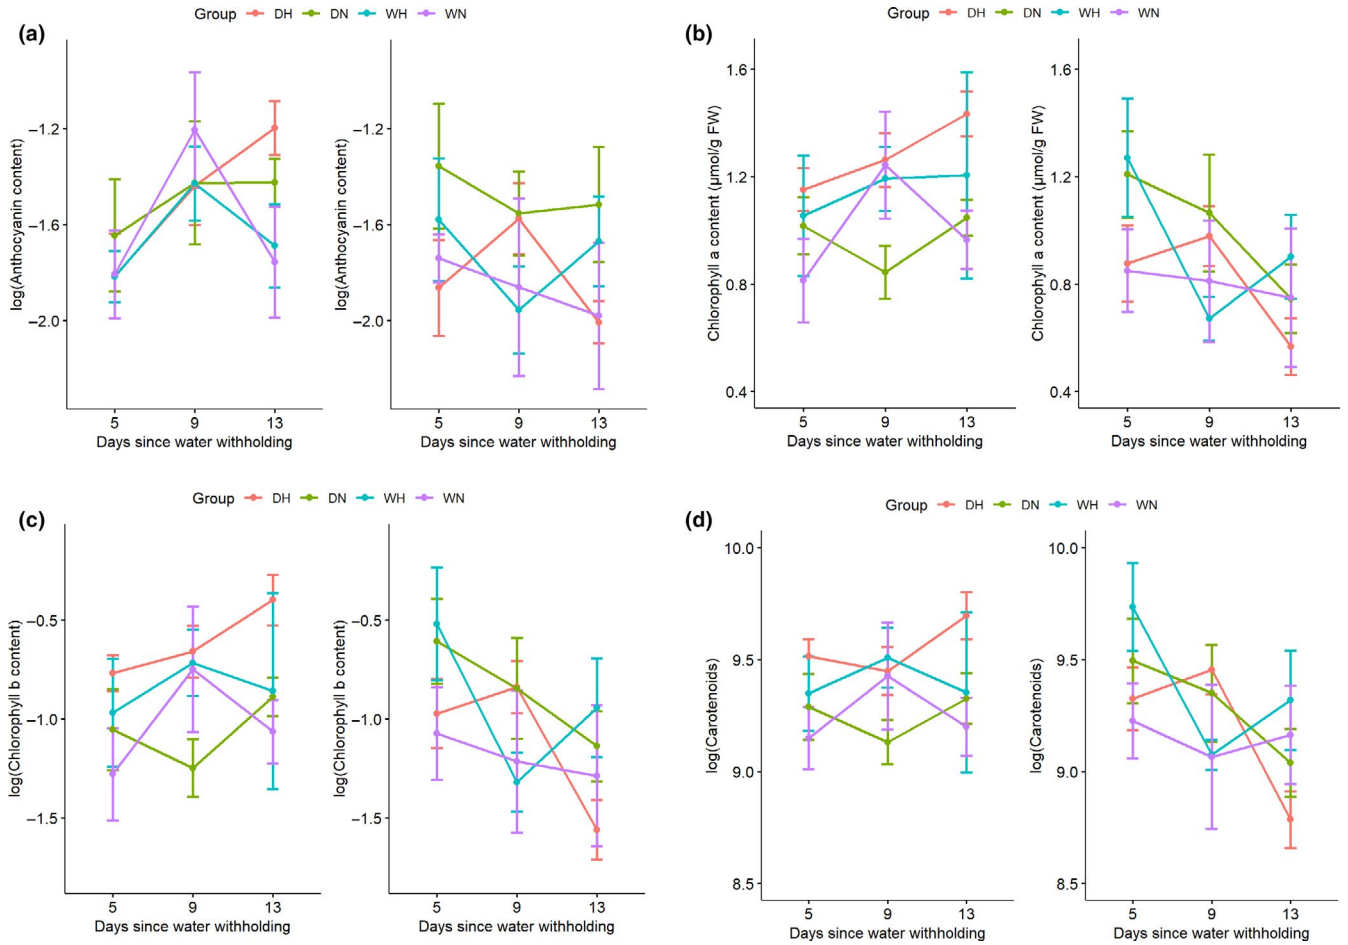 Group DH DN WH WN
(a)
log(Anthocyanin content)
−1.2
−1.6
−2.0
5 9 13
Days since water withholding
log(Anthocyanin content)
−1.2
−1.6
−2.0
5 9 13
Days since water withholding
Group DH DN WH WN
(b)
Chlorophyll a content (μmol/g FW)
1.6
1.2
0.8
0.4
5 9 13
Days since water withholding
Chlorophyll a content (μmol/g FW)
1.6
1.2
0.8
0.4
5 9 13
Days since water withholding
Group DH DN WH WN
(c)
log(Chlorophyll b content)
−0.5
−1.0
−1.5
5 9 13
Days since water withholding
log(Chlorophyll b content)
−0.5
−1.0
−1.5
5 9 13
Days since water withholding
Group DH DN WH WN
(d)
log(Carotenoids)
10.0
9.5
9.0
8.5
5 9 13
Days since water withholding
log(Carotenoids)
10.0
9.5
9.0
8.5
5 9 13
Days since water withholding